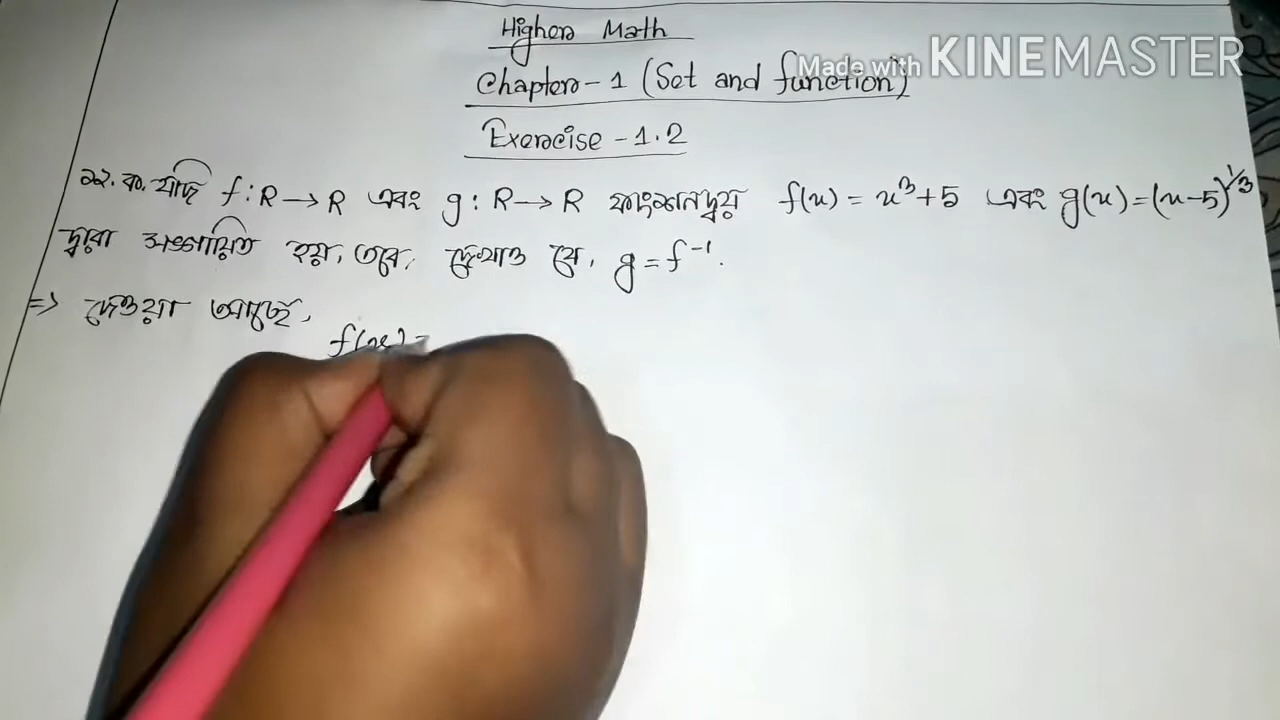 Higher Math
Made with KINEMASTER
Chapter-1 (Set and function)
Exercise-1.2
১২. ক. যদি f:R→R এবং g:R→R ফাংশনদ্বয় f(x)=x³+5 এবং g(x)=(x-5)^1/3
দ্বারা সংজ্ঞায়িত হয়, তবে, দেখাও যে, g=f⁻¹.
=> দেওয়া আছে,
f(x)=